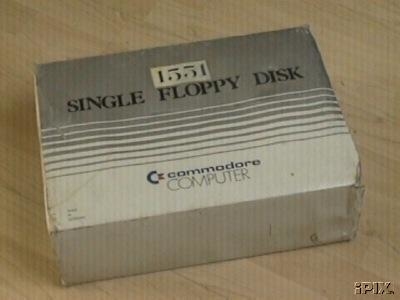 1551
SINGLE FLOPPY DISK
commodore
COMPUTER
iPIX